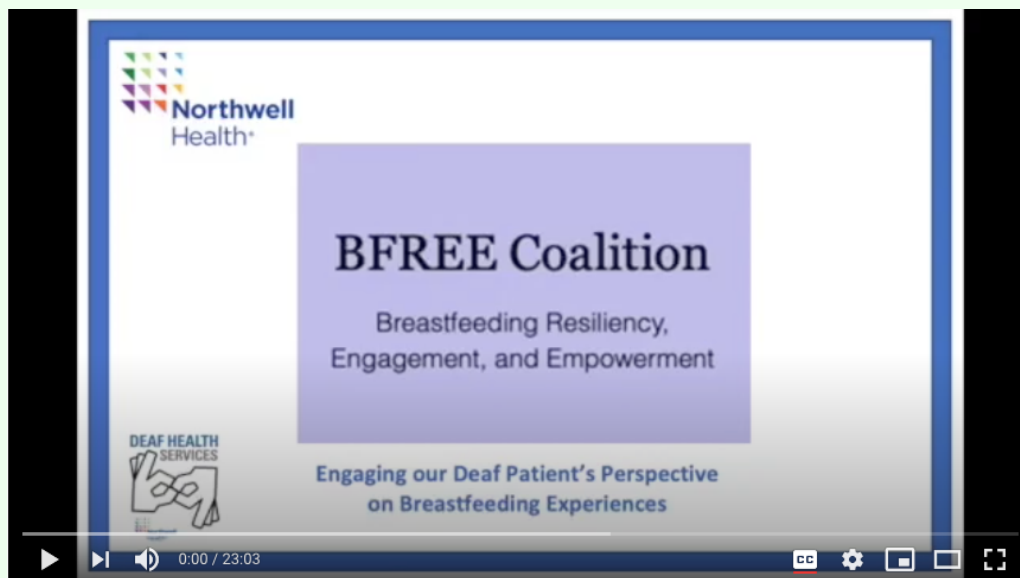 Northwell
Health
BFREE Coalition
Breastfeeding Resiliency,
Engagement, and Empowerment
DEAF HEALTH
SERVICES
Engaging our Deaf Patient's Perspective
on Breastfeeding Experiences
0:00 / 23:03
CC